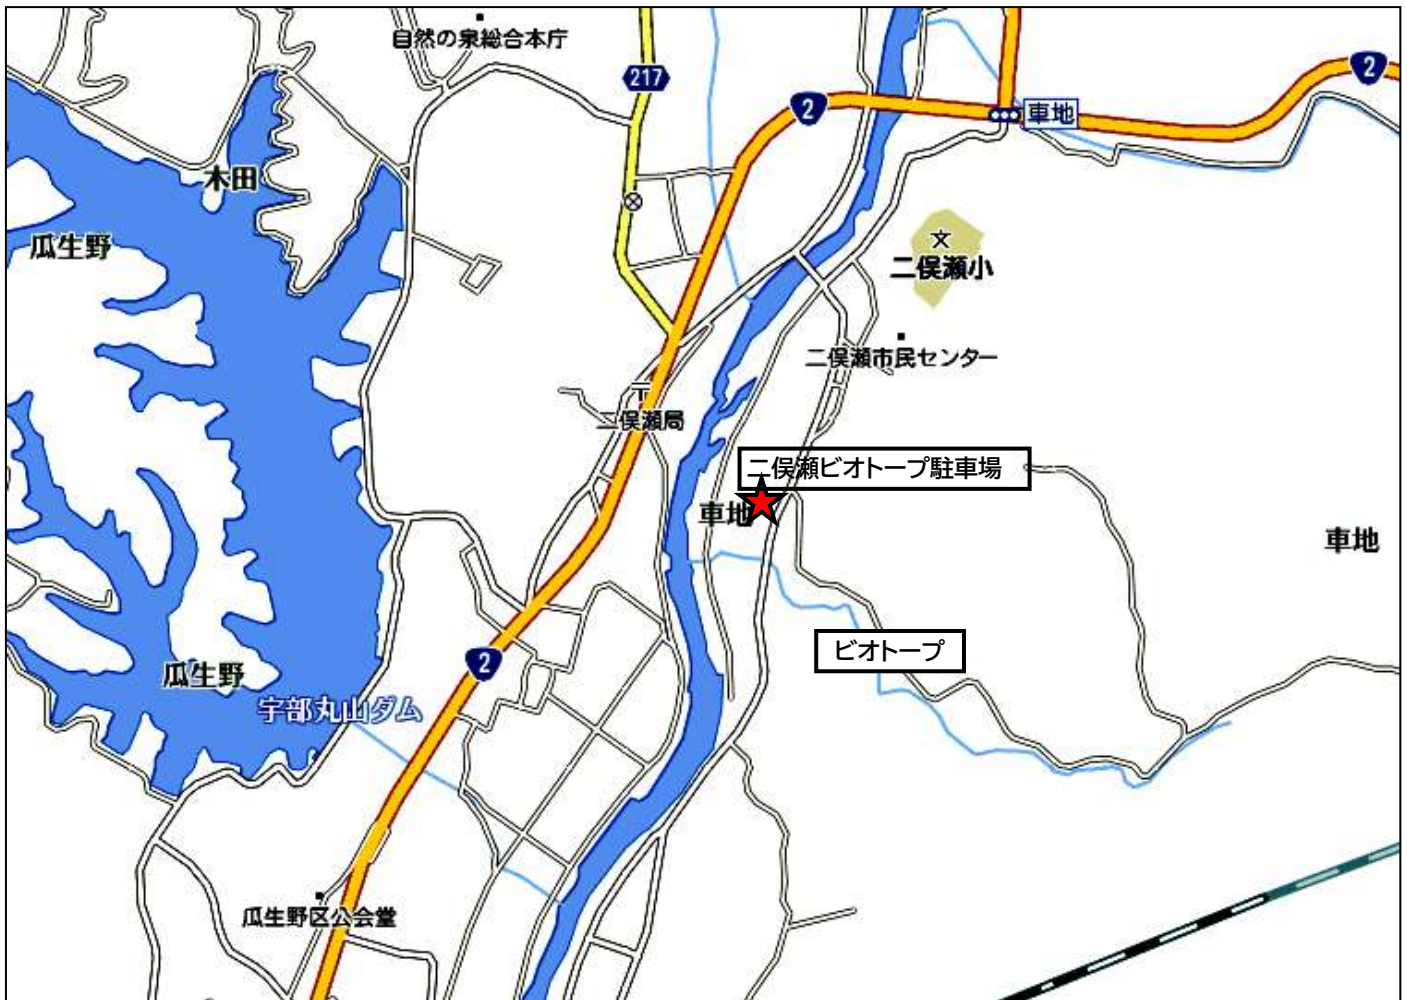 自然の泉総合本庁
217
2
2
車地
木田
瓜生野
文
二俣瀬小
二俣瀬市民センター
二俣瀬局
二俣瀬ビオトープ駐車場
車地
車地
ビオトープ
2
瓜生野
宇部丸山ダム
瓜生野区公会堂